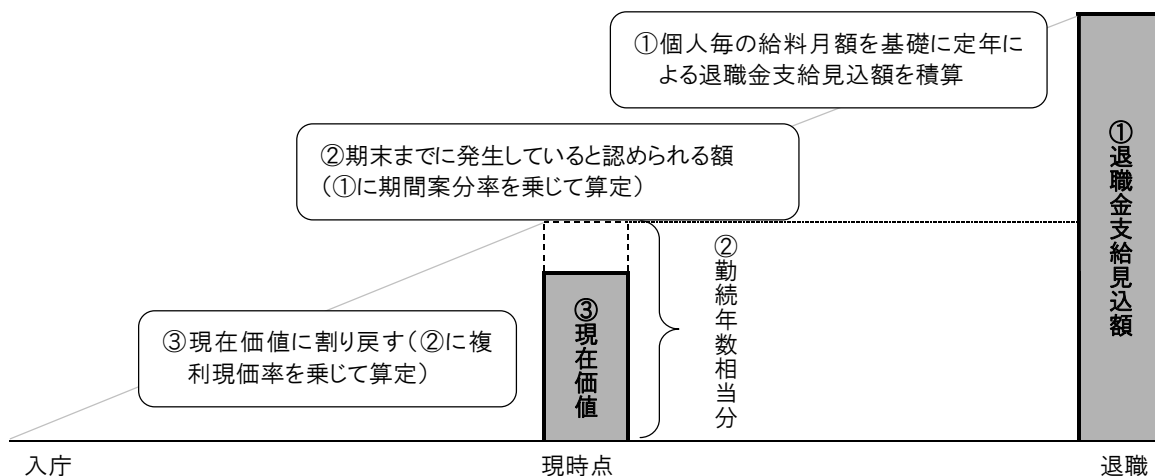 ①個人毎の給料月額を基礎に定年に
よる退職金支給見込額を積算
②期末までに発生していると認められる額
（①に期間案分率を乗じて算定）
③現在価値に割り戻す（②に複
利現価率を乗じて算定）
③現在価値
②勤続年数相当分
①退職金支給見込額
入庁
現時点
退職